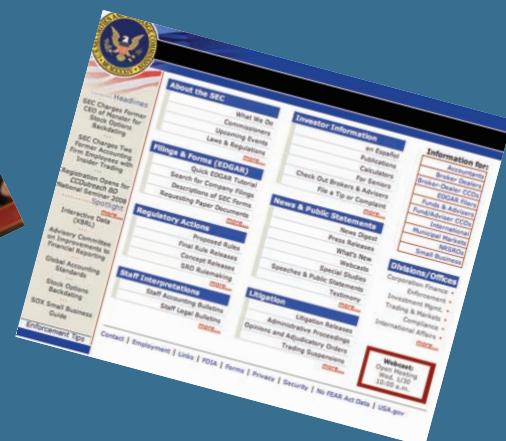 Headlines
SEC Charges Former
CEO of Monster for
Stock Options
Backdating
SEC Charges Two
Former Accounting
Firm Employees with
Insider Trading
Registration Opens for
CCOutreach BD
National Seminar 2008
Spotlight
more...
Interactive Data
(XBRL)
Advisory Committee
on Improvements to
Financial Reporting
Global Accounting
Standards
Stock Options
Backdating
SOX Small Business
Guide
Enforcement Tips
About the SEC
What We Do
Commissioners
Upcoming Events
Laws & Regulations
more...
Filings & Forms (EDGAR)
Quick EDGAR Tutorial
Search for Company Filings
Descriptions of SEC Forms
Requesting Paper Documents
more...
Regulatory Actions
Proposed Rules
Final Rule Releases
Concept Releases
SRO Rulemaking
more...
Staff Interpretations
Staff Accounting Bulletins
Staff Legal Bulletins
more...
Investor Information
en Español
Publications
Calculators
For Seniors
Check Out Brokers & Advisers
File a Tip or Complaint
more...
News & Public Statements
News Digest
Press Releases
What's New
Webcasts
Special Studies
Speeches & Public Statements
Testimony
more...
Litigation
Litigation Releases
Administrative Proceedings
Opinions and Adjudicatory Orders
Trading Suspensions
more...
Information for:
Accountants
Broker Dealers
Broker-Dealer CCOs
EDGAR Filers
Funds & Advisers
Fund/Adviser CCOs
International
Municipal Markets
NRSROs
Small Business
Divisions/Offices
Corporation Finance
Enforcement
Investment Mgmt.
Trading & Markets
Compliance
International Affairs
more...
Webcast:
Open Meeting
Wed, 1/30
10:00 a.m.
Contact | Employment | Links | FOIA | Forms | Privacy | Security | No FEAR Act Data | USA.gov